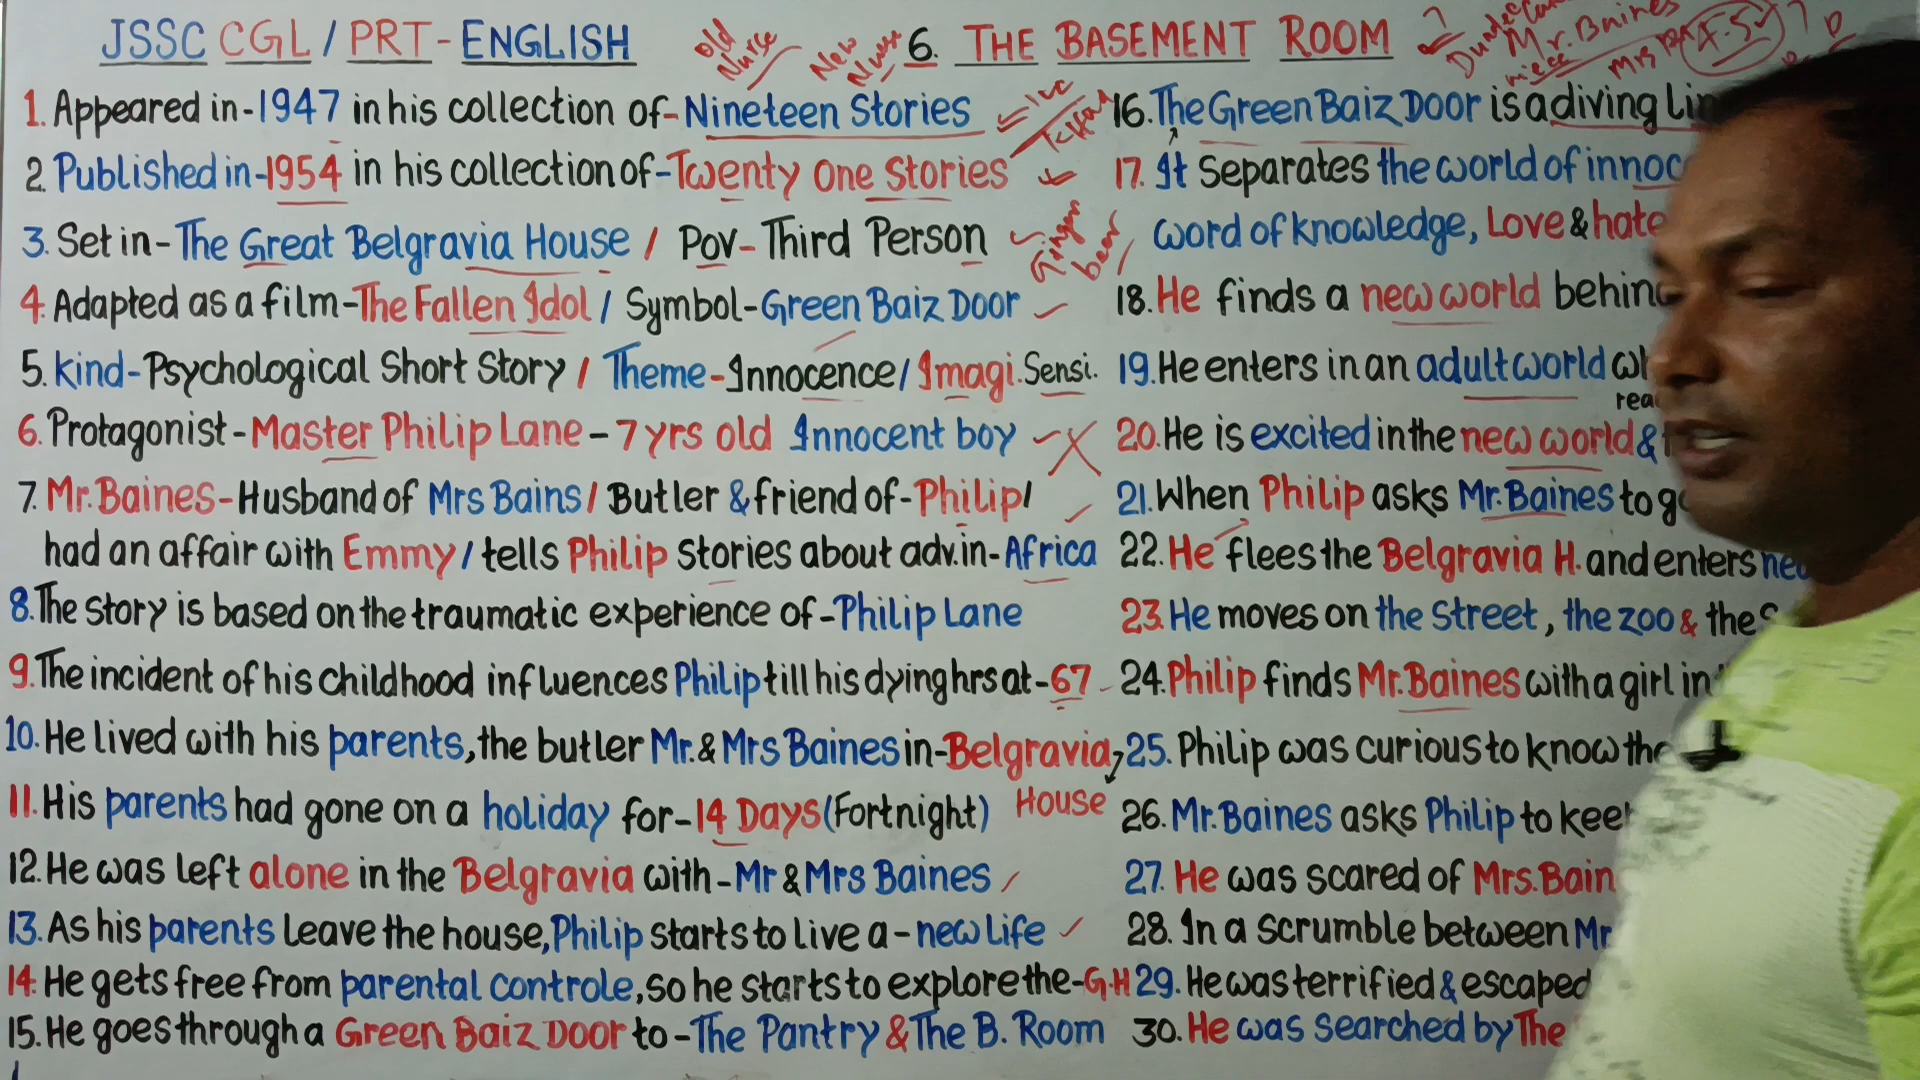 JSSC CGL / PRT - ENGLISH
6. THE BASEMENT ROOM
old Nurse
New Nurse
Mr. Baines
niece
Mrs
4-5
1. Appeared in - 1947 in his collection of - Nineteen Stories
2. Published in - 1954 in his collection of - Twenty One Stories
3. Set in - The Great Belgravia House / Pov - Third Person
Ginger beer
4. Adapted as a film - The Fallen Idol / Symbol - Green Baiz Door
5. Kind - Psychological Short Story / Theme - Innocence / Imagi. Sensi.
6. Protagonist - Master Philip Lane - 7 yrs old Innocent boy
7. Mr. Baines - Husband of Mrs Bains / Butler & friend of - Philip /
had an affair with Emmy / tells Philip Stories about adv. in - Africa
8. The story is based on the traumatic experience of - Philip Lane
9. The incident of his childhood influences Philip till his dying hrs at - 67
10. He lived with his parents, the butler Mr. & Mrs Baines in - Belgravia
House
11. His parents had gone on a holiday for - 14 Days (Fortnight)
12. He was left alone in the Belgravia with - Mr & Mrs Baines
13. As his parents leave the house, Philip starts to live a - new life
14. He gets free from parental controle, so he starts to explore the - G.H
15. He goes through a Green Baiz Door to - The Pantry & The B. Room
16. The Green Baiz Door is a diving
17. It Separates the world of
word of knowledge, Love & hate
18. He finds a new world
19. He enters in an adult world
20. He is excited in the new world &
21. When Philip asks Mr. Baines to
22. He flees the Belgravia H. and enters
23. He moves on the Street, the zoo & the
24. Philip finds Mr. Baines with a girl in
25. Philip was curious to know
26. Mr. Baines asks Philip to
27. He was scared of Mrs.
28. In a scrumble between
29. He was terrified & escaped
30. He was searched by The